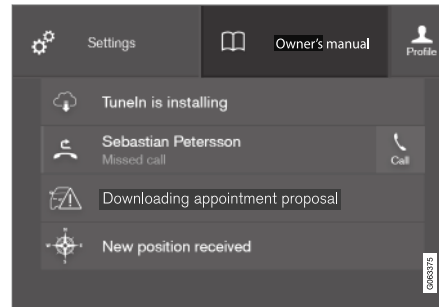 Settings
Owner's manual
Profile
TuneIn is installing
Sebastian Petersson
Missed call
Call
Downloading appointment proposal
New position received
G063375